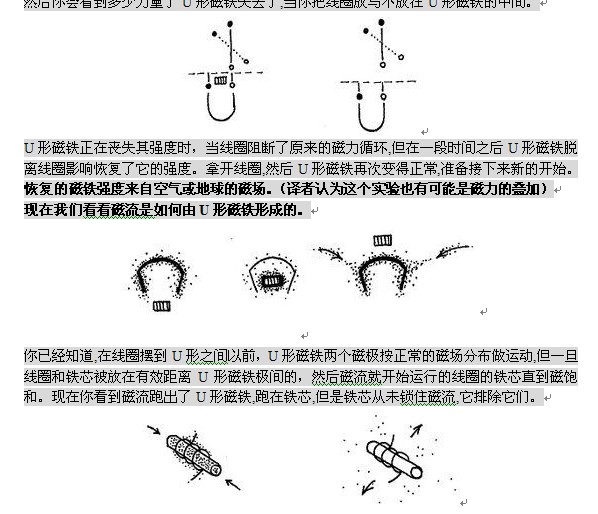 然后你会看到多少力量了 U 形磁铁失去了,当你把线圈放与不放在 U 形磁铁的中间。
U 形磁铁正在丧失其强度时，当线圈阻断了原来的磁力循环,但在一段时间之后 U 形磁铁脱
离线圈影响恢复了它的强度。拿开线圈,然后 U 形磁铁再次变得正常,准备接下来新的开始。
恢复的磁铁强度来自空气或地球的磁场。(译者认为这个实验也有可能是磁力的叠加)
现在我们看看磁流是如何由 U 形磁铁形成的。
你已经知道,在线圈摆到 U 形之间以前，U 形磁铁两个磁极按正常的磁场分布做运动,但一旦
线圈和铁芯被放在有效距离 U 形磁铁极间的，然后磁流就开始运行的线圈的铁芯直到磁饱
和。现在你看到磁流跑出了 U 形磁铁,跑在铁芯,但是铁芯从未锁住磁流,它排除它们。